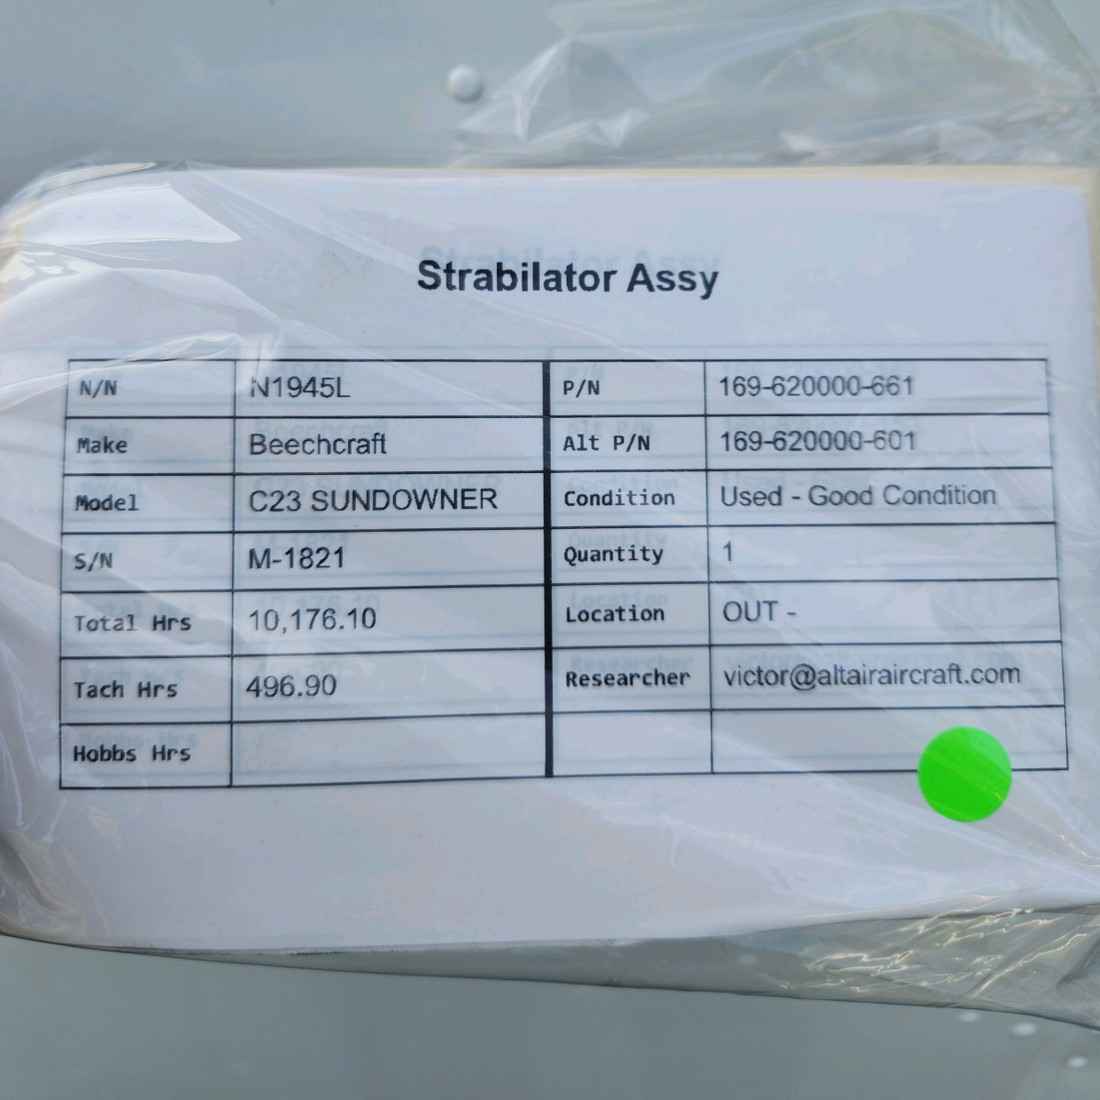 Strabilator Assy
N/N N1945L P/N 169-620000-661
Make Beechcraft Alt P/N 169-620000-601
Model C23 SUNDOWNER Condition Used - Good Condition
S/N M-1821 Quantity 1
Total Hrs 10,176.10 Location OUT -
Tach Hrs 496.90 Researcher victor@altairaircraft.com
Hobbs Hrs